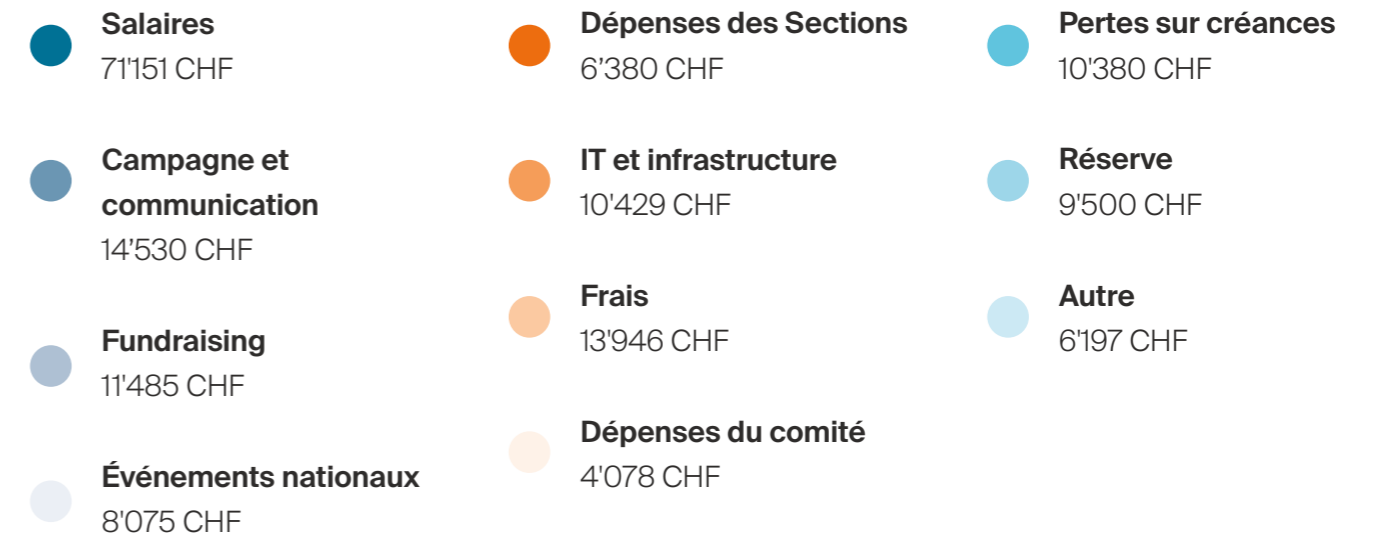 Salaires
71'151 CHF
Campagne et
communication
14'530 CHF
Fundraising
11'485 CHF
Événements nationaux
8'075 CHF
Dépenses des Sections
6’380 CHF
IT et infrastructure
10'429 CHF
Frais
13'946 CHF
Dépenses du comité
4'078 CHF
Pertes sur créances
10'380 CHF
Réserve
9'500 CHF
Autre
6'197 CHF